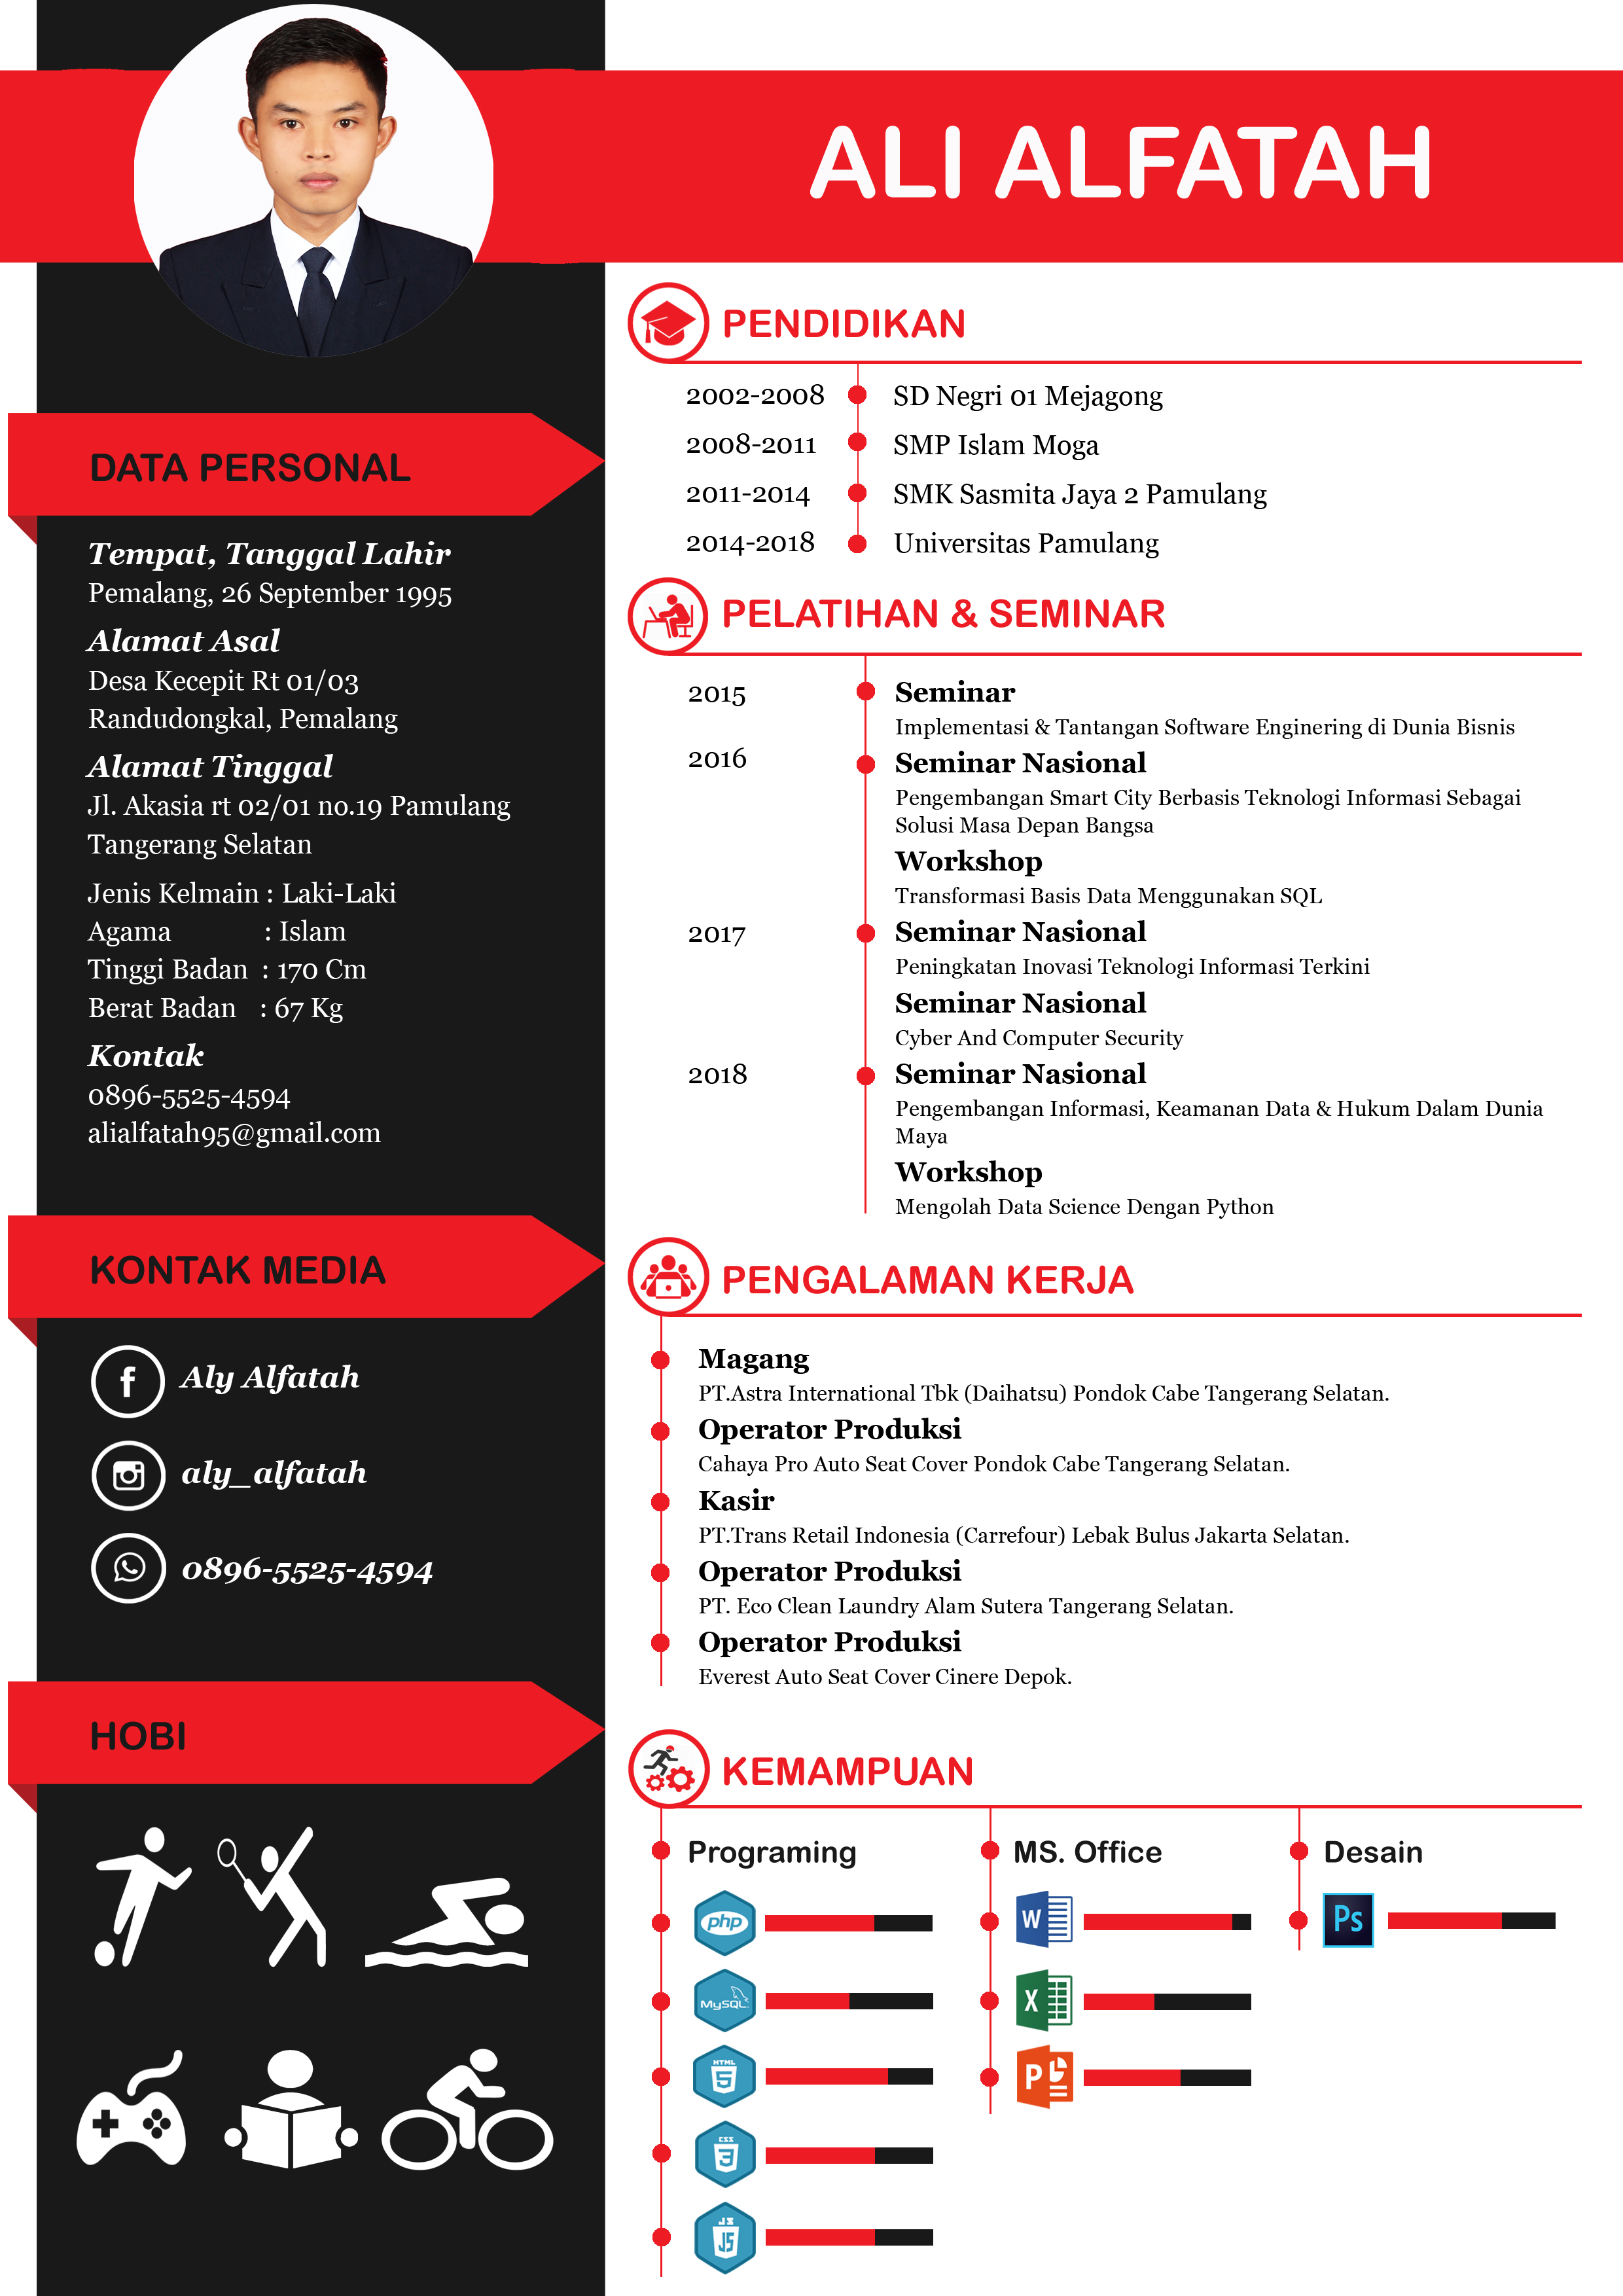 ALI ALFATAH
DATA PERSONAL
Tempat, Tanggal Lahir
Pemalang, 26 September 1995
Alamat Asal
Desa Kecepit Rt 01/03
Randudongkal, Pemalang
Alamat Tinggal
Jl. Akasia rt 02/01 no.19 Pamulang
Tangerang Selatan
Jenis Kelmain : Laki-Laki
Agama : Islam
Tinggi Badan : 170 Cm
Berat Badan : 67 Kg
Kontak
0896-5525-4594
alialfatah95@gmail.com
KONTAK MEDIA
f Aly Alfatah
aly_alfatah
0896-5525-4594
HOBI
PENDIDIKAN
2002-2008 SD Negri 01 Mejagong
2008-2011 SMP Islam Moga
2011-2014 SMK Sasmita Jaya 2 Pamulang
2014-2018 Universitas Pamulang
PELATIHAN & SEMINAR
2015 Seminar
Implementasi & Tantangan Software Enginering di Dunia Bisnis
2016 Seminar Nasional
Pengembangan Smart City Berbasis Teknologi Informasi Sebagai
Solusi Masa Depan Bangsa
Workshop
Transformasi Basis Data Menggunakan SQL
2017 Seminar Nasional
Peningkatan Inovasi Teknologi Informasi Terkini
Seminar Nasional
Cyber And Computer Security
2018 Seminar Nasional
Pengembangan Informasi, Keamanan Data & Hukum Dalam Dunia
Maya
Workshop
Mengolah Data Science Dengan Python
PENGALAMAN KERJA
Magang
PT.Astra International Tbk (Daihatsu) Pondok Cabe Tangerang Selatan.
Operator Produksi
Cahaya Pro Auto Seat Cover Pondok Cabe Tangerang Selatan.
Kasir
PT.Trans Retail Indonesia (Carrefour) Lebak Bulus Jakarta Selatan.
Operator Produksi
PT. Eco Clean Laundry Alam Sutera Tangerang Selatan.
Operator Produksi
Everest Auto Seat Cover Cinere Depok.
KEMAMPUAN
Programing
php
MySQL
HTML
5
CSS
3
JS
JS
MS. Office
W
X
P
Desain
Ps